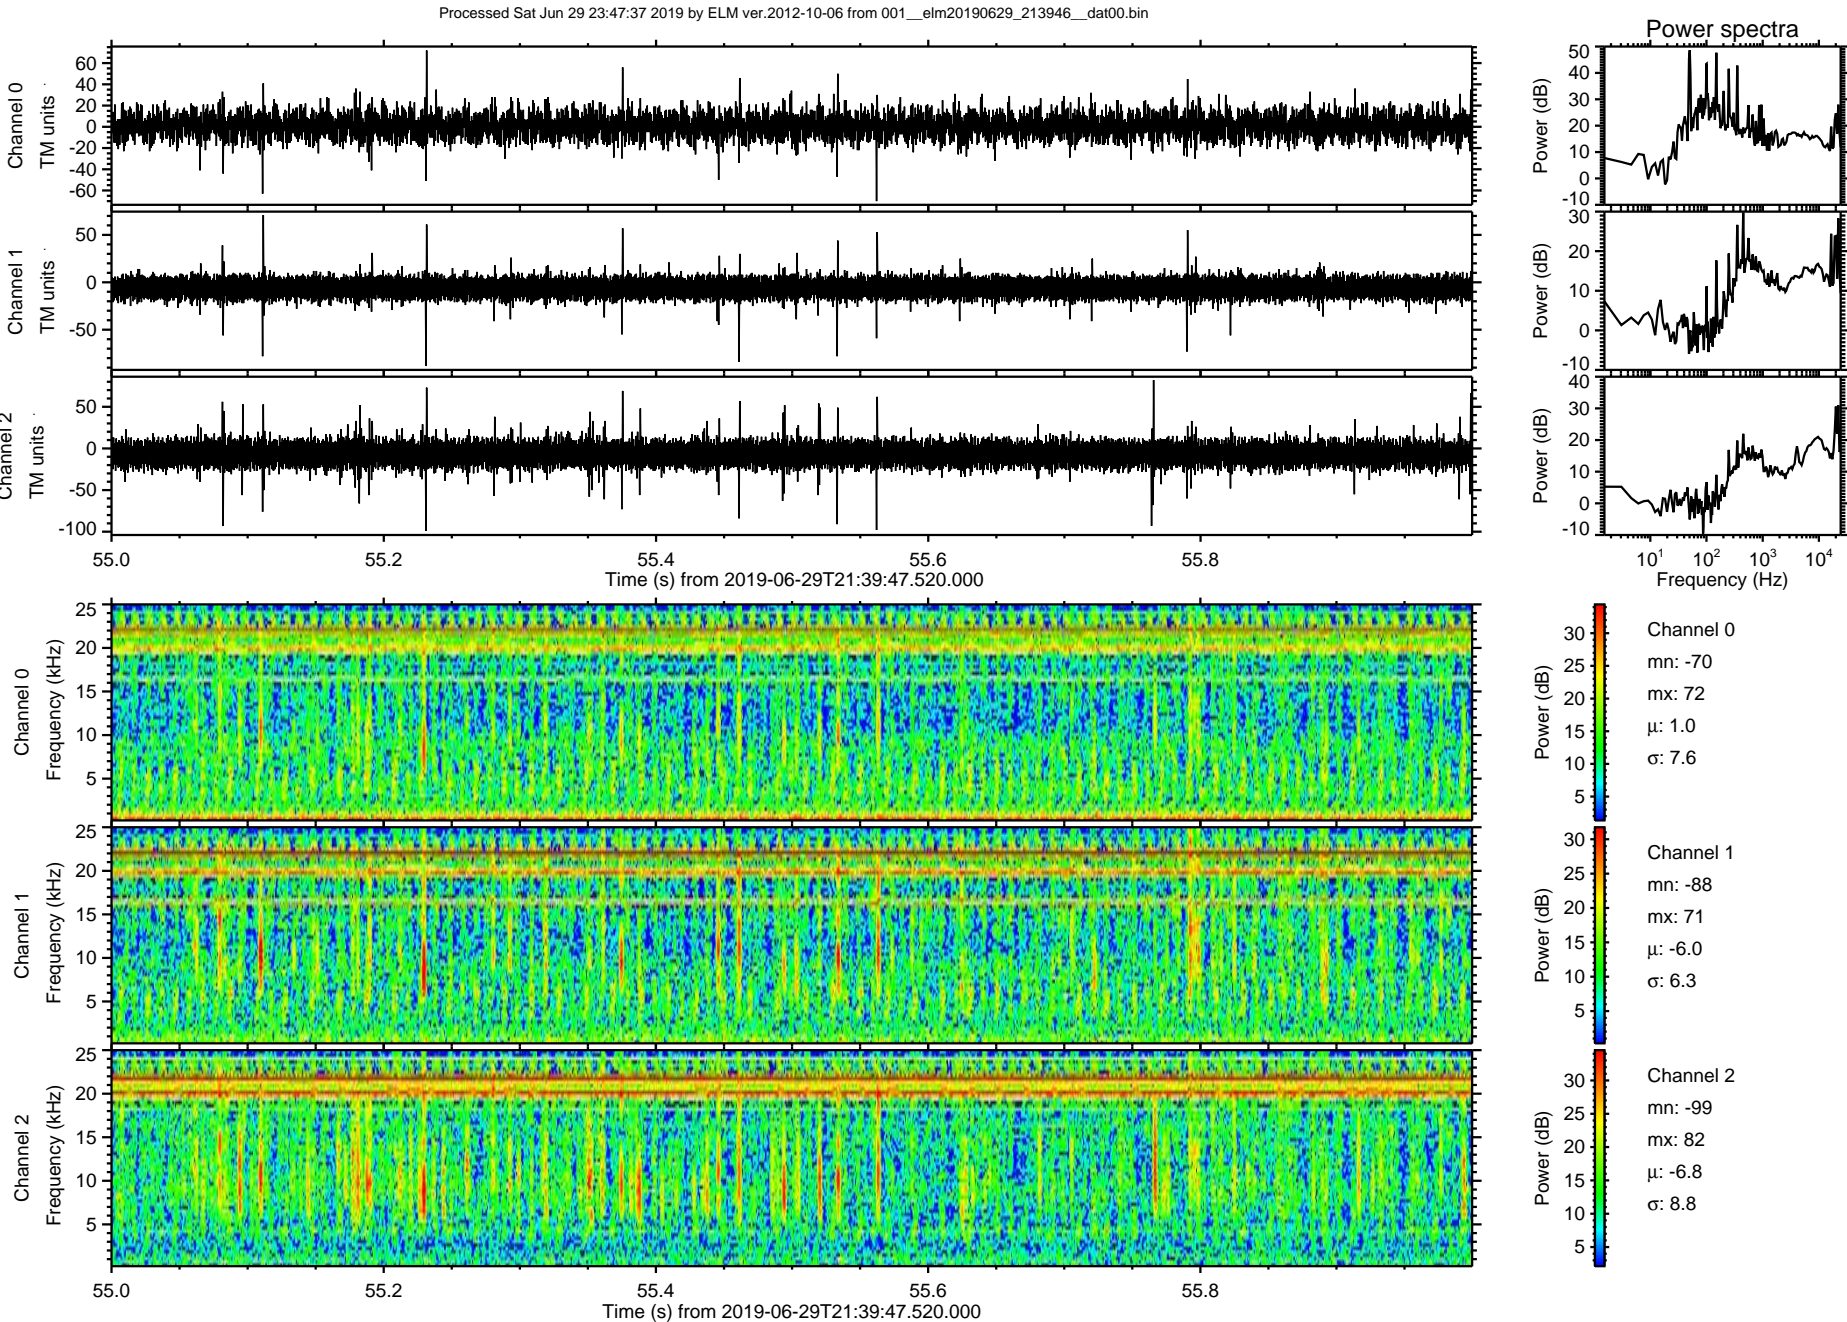 Processed Sat Jun 29 23:47:37 2019 by ELM ver.2012-10-06 from 001__elm20190629_213946__dat00.bin
Power spectra
Channel 0
TM units
60
40
20
0
-20
-40
-60
Power (dB)
50
40
30
20
10
0
-10
Channel 1
TM units
50
0
-50
Power (dB)
30
20
10
0
-10
Channel 2
TM units
50
0
-50
-100
Power (dB)
40
30
20
10
0
-10
55.0 55.2 55.4 55.6 55.8
Time (s) from 2019-06-29T21:39:47.520.000
10^1 10^2 10^3 10^4
Frequency (Hz)
Channel 0
Frequency (kHz)
25
20
15
10
5
Power (dB)
30
25
20
15
10
5
Channel 0
mn: -70
mx: 72
μ: 1.0
σ: 7.6
Channel 1
Frequency (kHz)
25
20
15
10
5
Power (dB)
30
25
20
15
10
5
Channel 1
mn: -88
mx: 71
μ: -6.0
σ: 6.3
Channel 2
Frequency (kHz)
25
20
15
10
5
Power (dB)
30
25
20
15
10
5
Channel 2
mn: -99
mx: 82
μ: -6.8
σ: 8.8
55.0 55.2 55.4 55.6 55.8
Time (s) from 2019-06-29T21:39:47.520.000